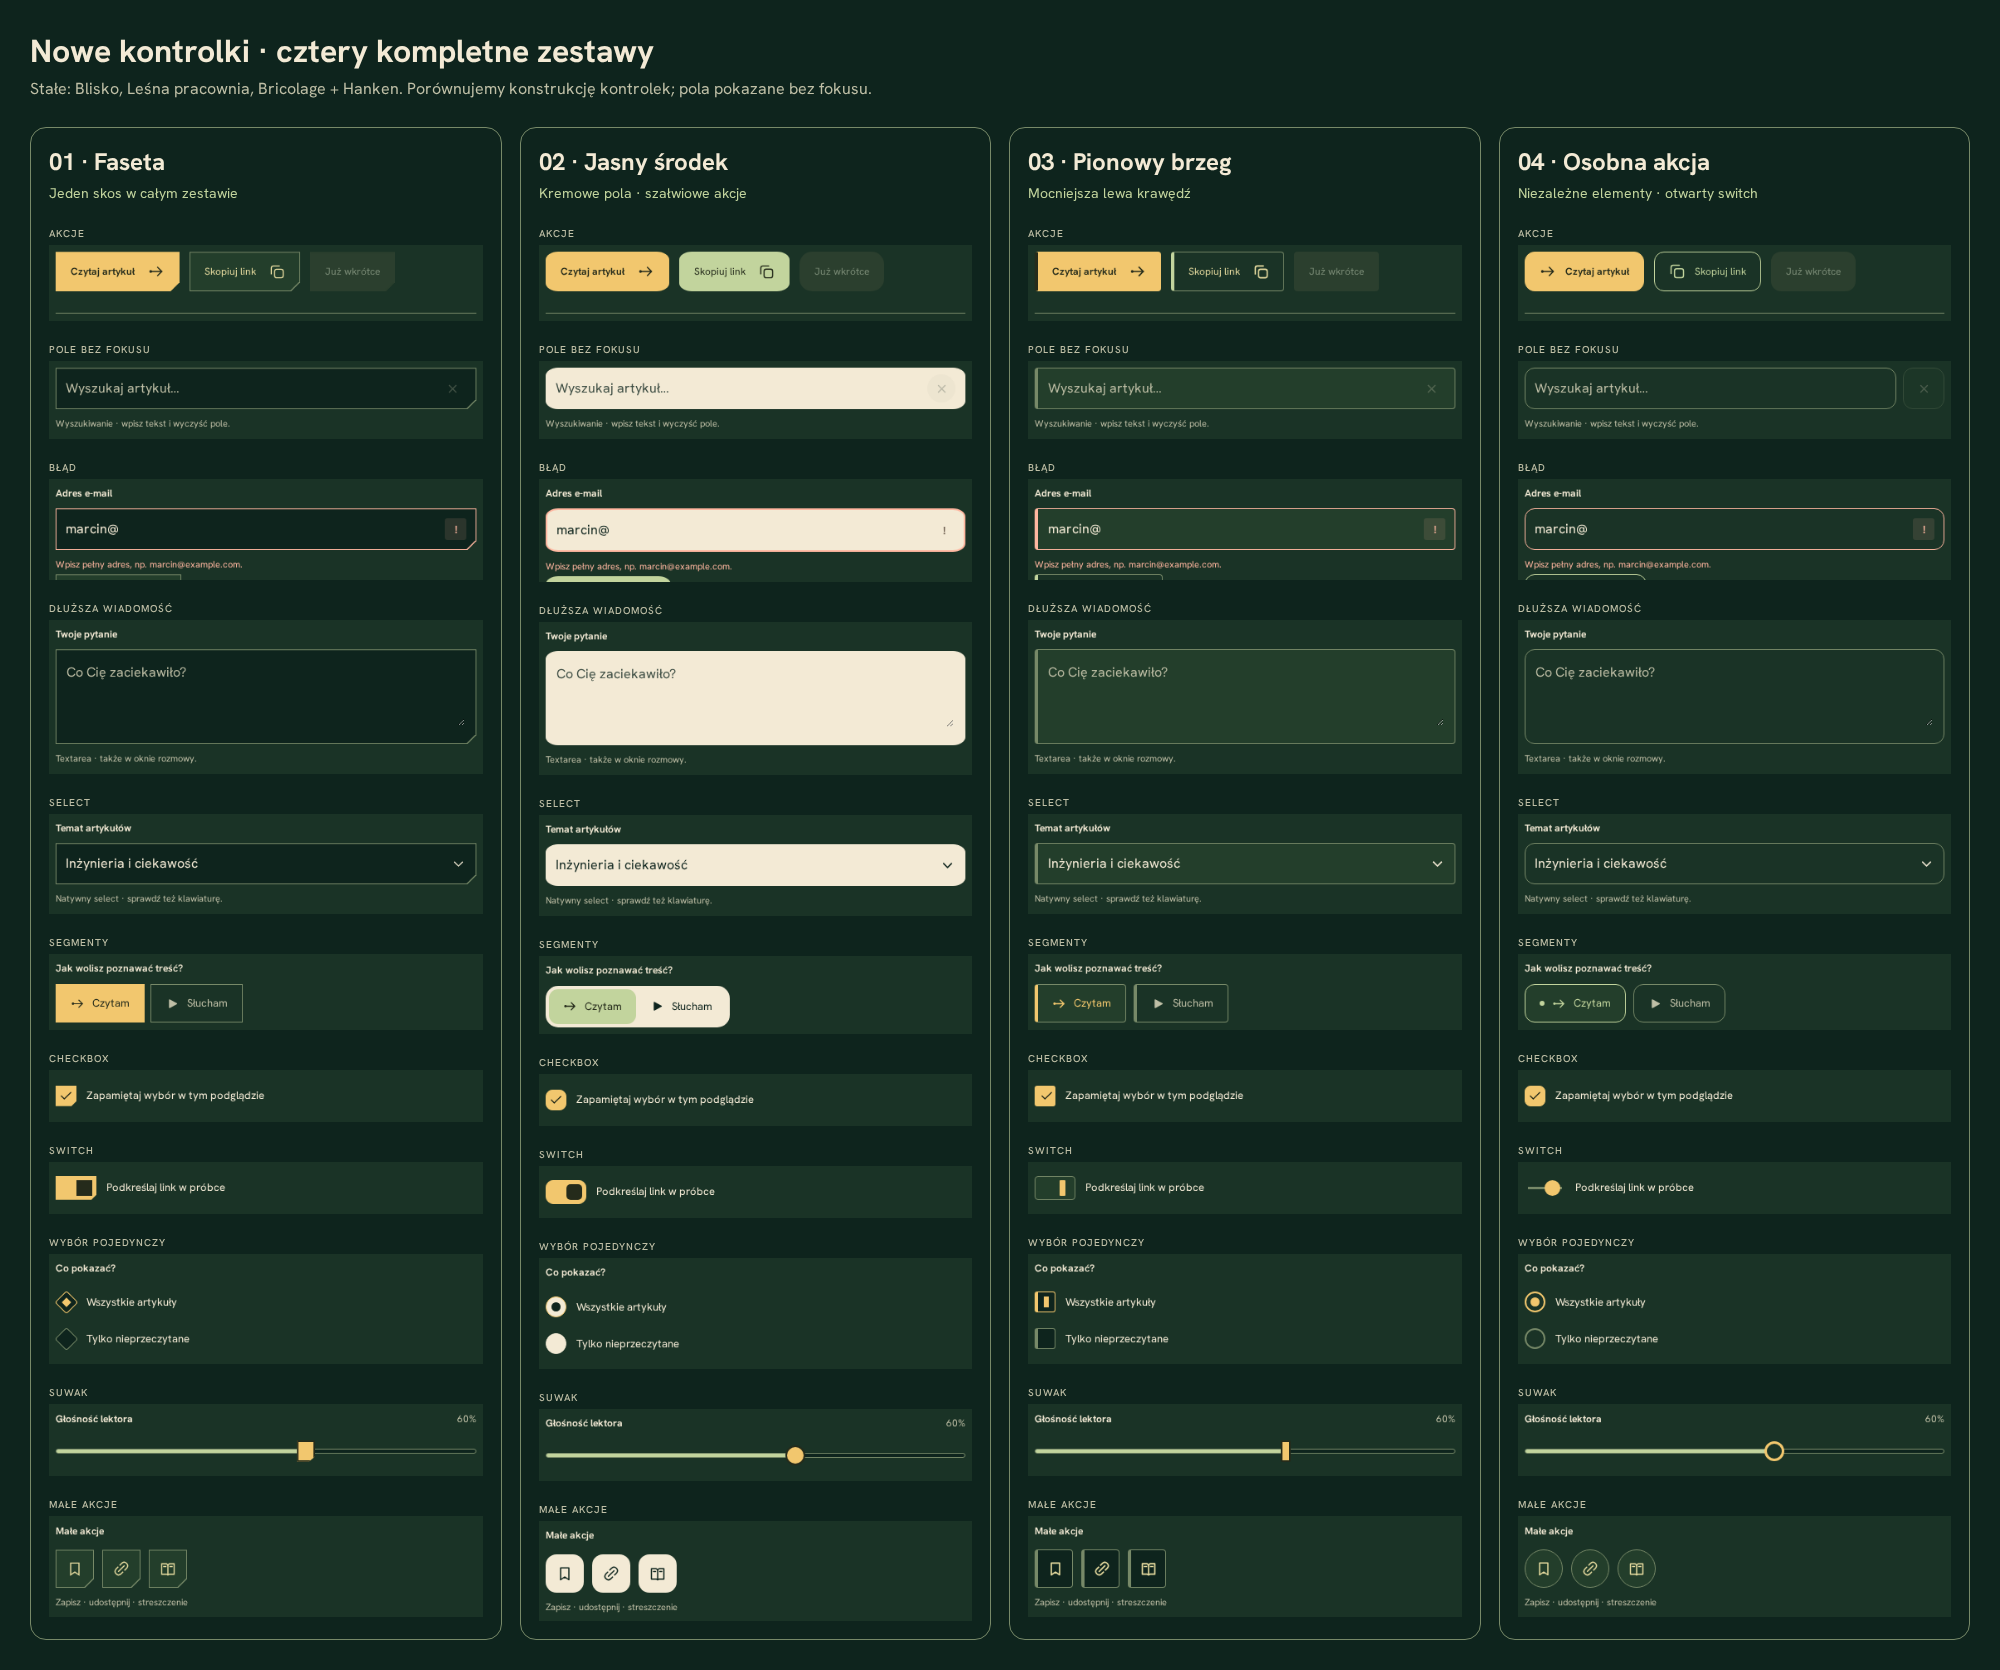 Nowe kontrolki · cztery kompletne zestawy
Stałe: Blisko, Leśna pracownia, Bricolage + Hanken. Porównujemy konstrukcję kontrolek; pola pokazane bez fokusu.
01 · Faseta
Jeden skos w całym zestawie
AKCJE
Czytaj artykuł
Skopiuj link
Już wkrótce
POLE BEZ FOKUSU
Wyszukaj artykuł...
Wyszukiwanie · wpisz tekst i wyczyść pole.
BŁĄD
Adres e-mail
marcin@
!
Wpisz pełny adres, np. marcin@example.com.
DŁUŻSZA WIADOMOŚĆ
Twoje pytanie
Co Cię zaciekawiło?
Textarea · także w oknie rozmowy.
SELECT
Temat artykułów
Inżynieria i ciekawość
Natywny select · sprawdź też klawiaturę.
SEGMENTY
Jak wolisz poznawać treść?
Czytam
Słucham
CHECKBOX
Zapamiętaj wybór w tym podglądzie
SWITCH
Podkreślaj link w próbce
WYBÓR POJEDYNCZY
Co pokazać?
Wszystkie artykuły
Tylko nieprzeczytane
SUWAK
Głośność lektora 60%
MAŁE AKCJE
Małe akcje
Zapisz · udostępnij · streszczenie
02 · Jasny środek
Kremowe pola · szałwiowe akcje
AKCJE
Czytaj artykuł
Skopiuj link
Już wkrótce
POLE BEZ FOKUSU
Wyszukaj artykuł...
Wyszukiwanie · wpisz tekst i wyczyść pole.
BŁĄD
Adres e-mail
marcin@
!
Wpisz pełny adres, np. marcin@example.com.
DŁUŻSZA WIADOMOŚĆ
Twoje pytanie
Co Cię zaciekawiło?
Textarea · także w oknie rozmowy.
SELECT
Temat artykułów
Inżynieria i ciekawość
Natywny select · sprawdź też klawiaturę.
SEGMENTY
Jak wolisz poznawać treść?
Czytam
Słucham
CHECKBOX
Zapamiętaj wybór w tym podglądzie
SWITCH
Podkreślaj link w próbce
WYBÓR POJEDYNCZY
Co pokazać?
Wszystkie artykuły
Tylko nieprzeczytane
SUWAK
Głośność lektora 60%
MAŁE AKCJE
Małe akcje
Zapisz · udostępnij · streszczenie
03 · Pionowy brzeg
Mocniejsza lewa krawędź
AKCJE
Czytaj artykuł
Skopiuj link
Już wkrótce
POLE BEZ FOKUSU
Wyszukaj artykuł...
Wyszukiwanie · wpisz tekst i wyczyść pole.
BŁĄD
Adres e-mail
marcin@
!
Wpisz pełny adres, np. marcin@example.com.
DŁUŻSZA WIADOMOŚĆ
Twoje pytanie
Co Cię zaciekawiło?
Textarea · także w oknie rozmowy.
SELECT
Temat artykułów
Inżynieria i ciekawość
Natywny select · sprawdź też klawiaturę.
SEGMENTY
Jak wolisz poznawać treść?
Czytam
Słucham
CHECKBOX
Zapamiętaj wybór w tym podglądzie
SWITCH
Podkreślaj link w próbce
WYBÓR POJEDYNCZY
Co pokazać?
Wszystkie artykuły
Tylko nieprzeczytane
SUWAK
Głośność lektora 60%
MAŁE AKCJE
Małe akcje
Zapisz · udostępnij · streszczenie
04 · Osobna akcja
Niezależne elementy · otwarty switch
AKCJE
Czytaj artykuł
Skopiuj link
Już wkrótce
POLE BEZ FOKUSU
Wyszukaj artykuł...
Wyszukiwanie · wpisz tekst i wyczyść pole.
BŁĄD
Adres e-mail
marcin@
!
Wpisz pełny adres, np. marcin@example.com.
DŁUŻSZA WIADOMOŚĆ
Twoje pytanie
Co Cię zaciekawiło?
Textarea · także w oknie rozmowy.
SELECT
Temat artykułów
Inżynieria i ciekawość
Natywny select · sprawdź też klawiaturę.
SEGMENTY
Jak wolisz poznawać treść?
Czytam
Słucham
CHECKBOX
Zapamiętaj wybór w tym podglądzie
SWITCH
Podkreślaj link w próbce
WYBÓR POJEDYNCZY
Co pokazać?
Wszystkie artykuły
Tylko nieprzeczytane
SUWAK
Głośność lektora 60%
MAŁE AKCJE
Małe akcje
Zapisz · udostępnij · streszczenie